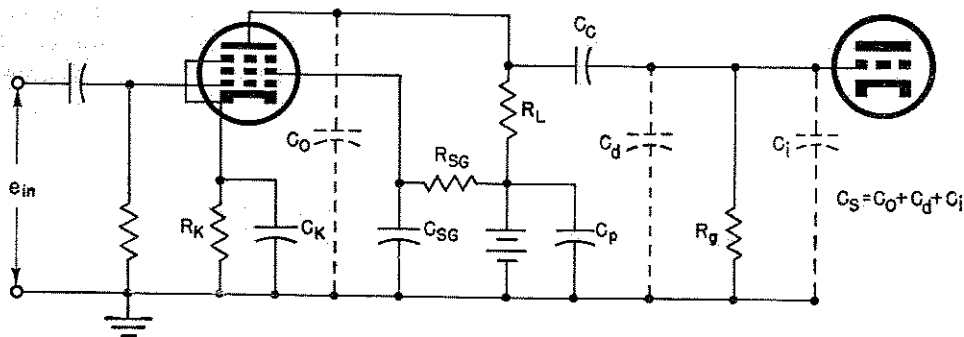 C_C
R_L
C_O
C_d
C_i
R_SG
e_in
C_S=C_O+C_d+C_i
R_K
C_K
C_SG
C_p
R_g